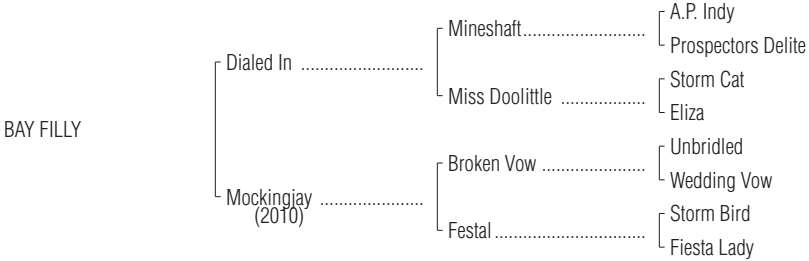 A.P. Indy
Mineshaft..........................
Prospectors Delite
Dialed In ..........................
Storm Cat
Miss Doolittle ..................
Eliza
BAY FILLY
Unbridled
Broken Vow ......................
Wedding Vow
Mockingjay ......................
(2010)
Storm Bird
Festal................................
Fiesta Lady